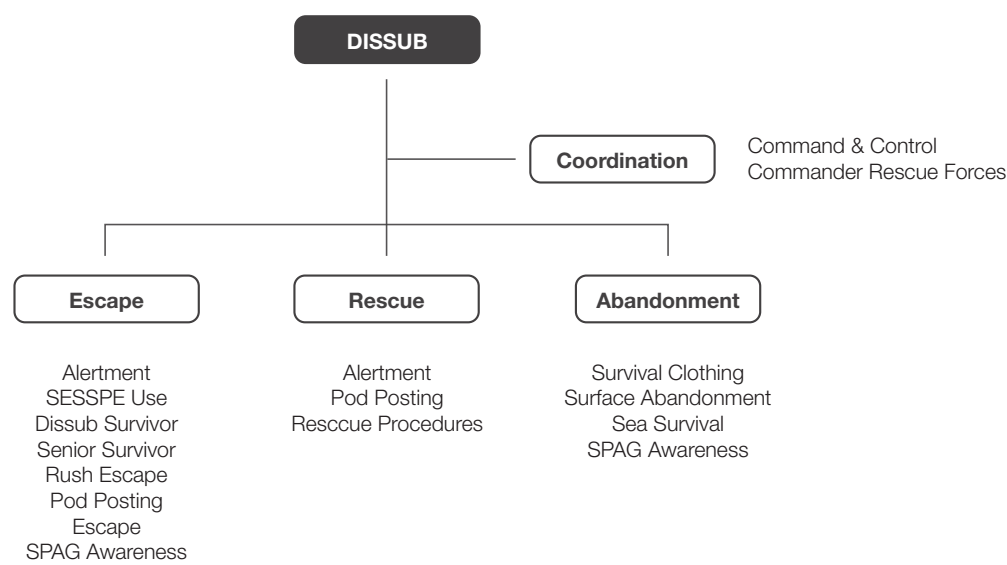 DISSUB
Coordination
Command & Control
Commander Rescue Forces
Escape
Alertment
SESSPE Use
Dissub Survivor
Senior Survivor
Rush Escape
Pod Posting
Escape
SPAG Awareness
Rescue
Alertment
Pod Posting
Resccue Procedures
Abandonment
Survival Clothing
Surface Abandonment
Sea Survival
SPAG Awareness